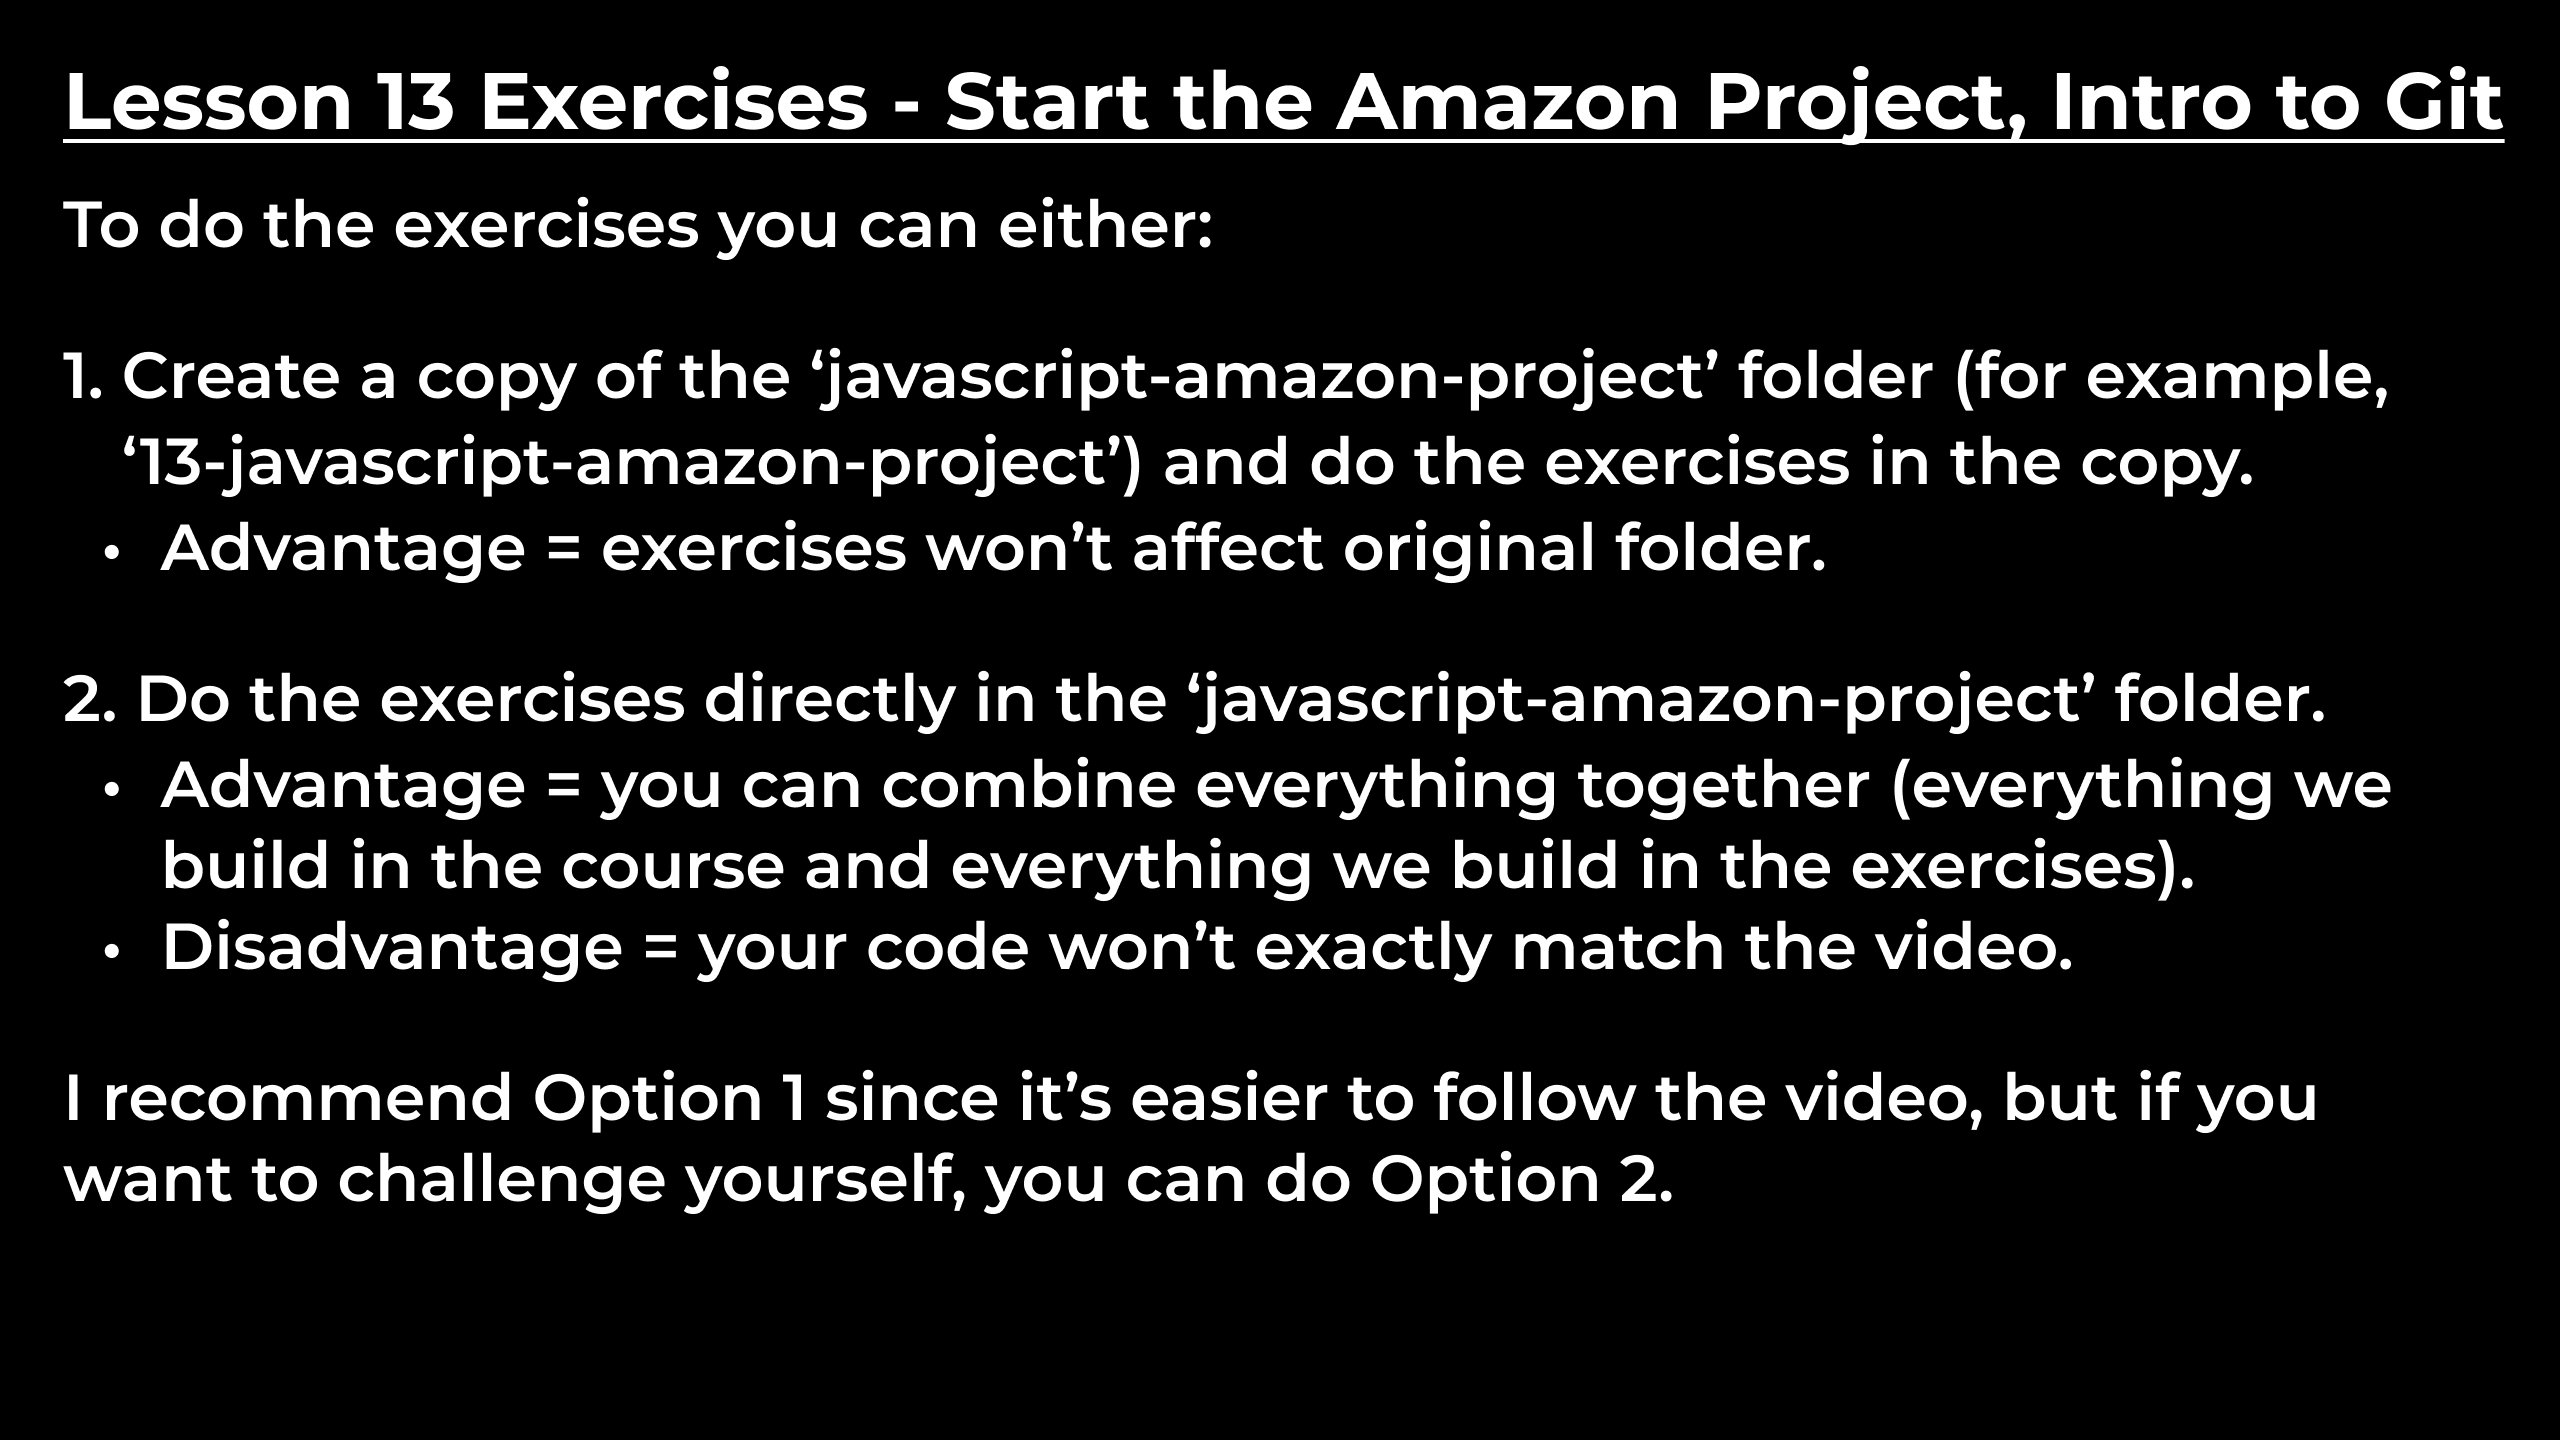 Lesson 13 Exercises - Start the Amazon Project, Intro to Git
To do the exercises you can either:
1. Create a copy of the ‘javascript-amazon-project’ folder (for example,
‘13-javascript-amazon-project’) and do the exercises in the copy.
• Advantage = exercises won’t affect original folder.
2. Do the exercises directly in the ‘javascript-amazon-project’ folder.
• Advantage = you can combine everything together (everything we
build in the course and everything we build in the exercises).
• Disadvantage = your code won’t exactly match the video.
I recommend Option 1 since it’s easier to follow the video, but if you
want to challenge yourself, you can do Option 2.